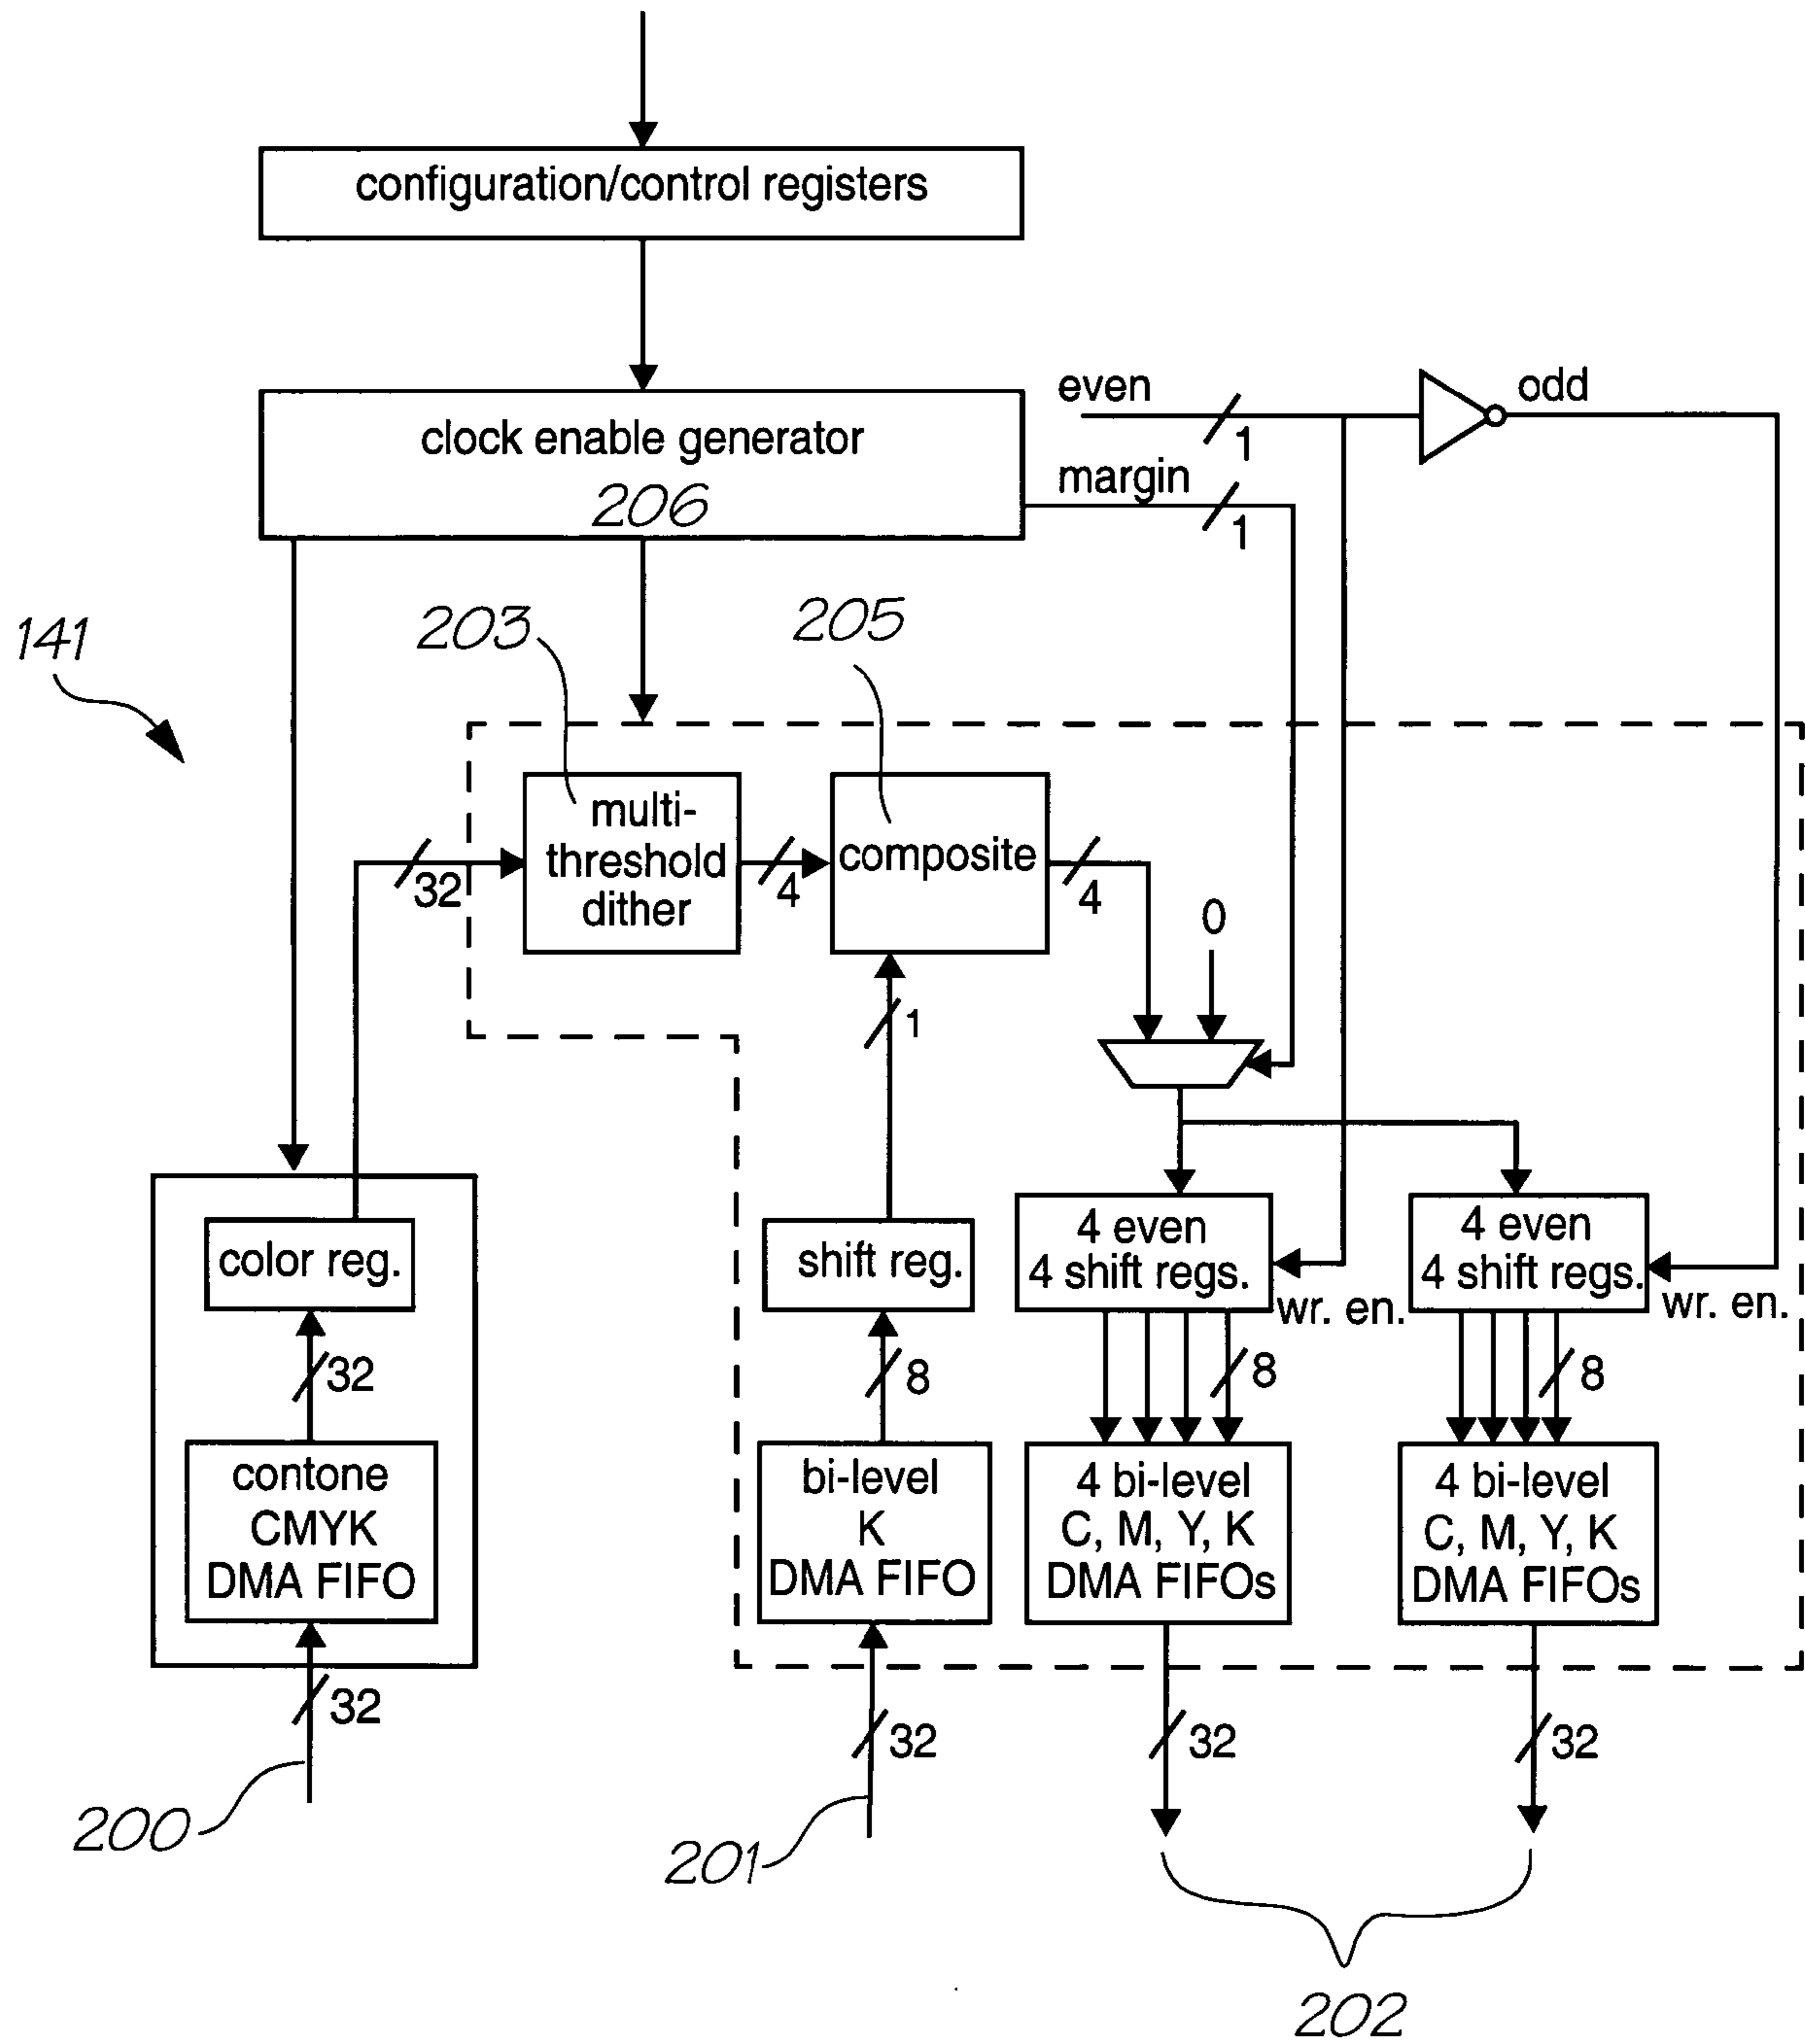 configuration/control registers
even
odd
1
clock enable generator
206
margin
1
203
205
141
multi-
threshold
dither
composite
32
4
4
0
1
color reg.
shift reg.
4 even
4 shift regs.
wr. en.
4 even
4 shift regs.
wr. en.
32
8
8
8
contone
CMYK
DMA FIFO
bi-level
K
DMA FIFO
4 bi-level
C, M, Y, K
DMA FIFOs
4 bi-level
C, M, Y, K
DMA FIFOs
32
32
32
32
200
201
202